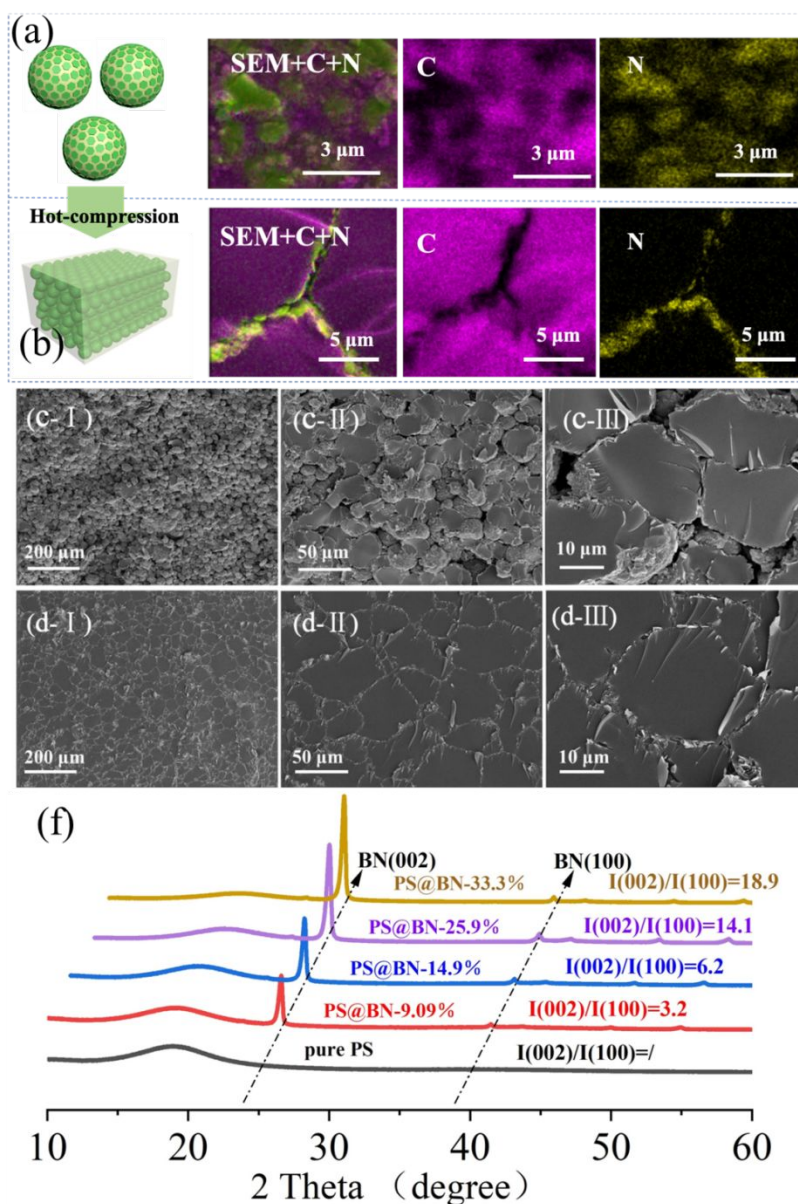 (a)
SEM+C+N
C
N
3 µm
3 µm
3 µm
Hot-compression
SEM+C+N
C
N
(b)
5 µm
5 µm
5 µm
(c-Ⅰ)
(c-Ⅱ)
(c-Ⅲ)
200 µm
50 µm
10 µm
(d-Ⅰ)
(d-Ⅱ)
(d-Ⅲ)
200 µm
50 µm
10 µm
(f)
BN(002)
BN(100)
PS@BN-33.3%
I(002)/I(100)=18.9
PS@BN-25.9%
I(002)/I(100)=14.1
PS@BN-14.9%
I(002)/I(100)=6.2
PS@BN-9.09%
I(002)/I(100)=3.2
pure PS
I(002)/I(100)=/
10 20 30 40 50 60
2 Theta （degree）